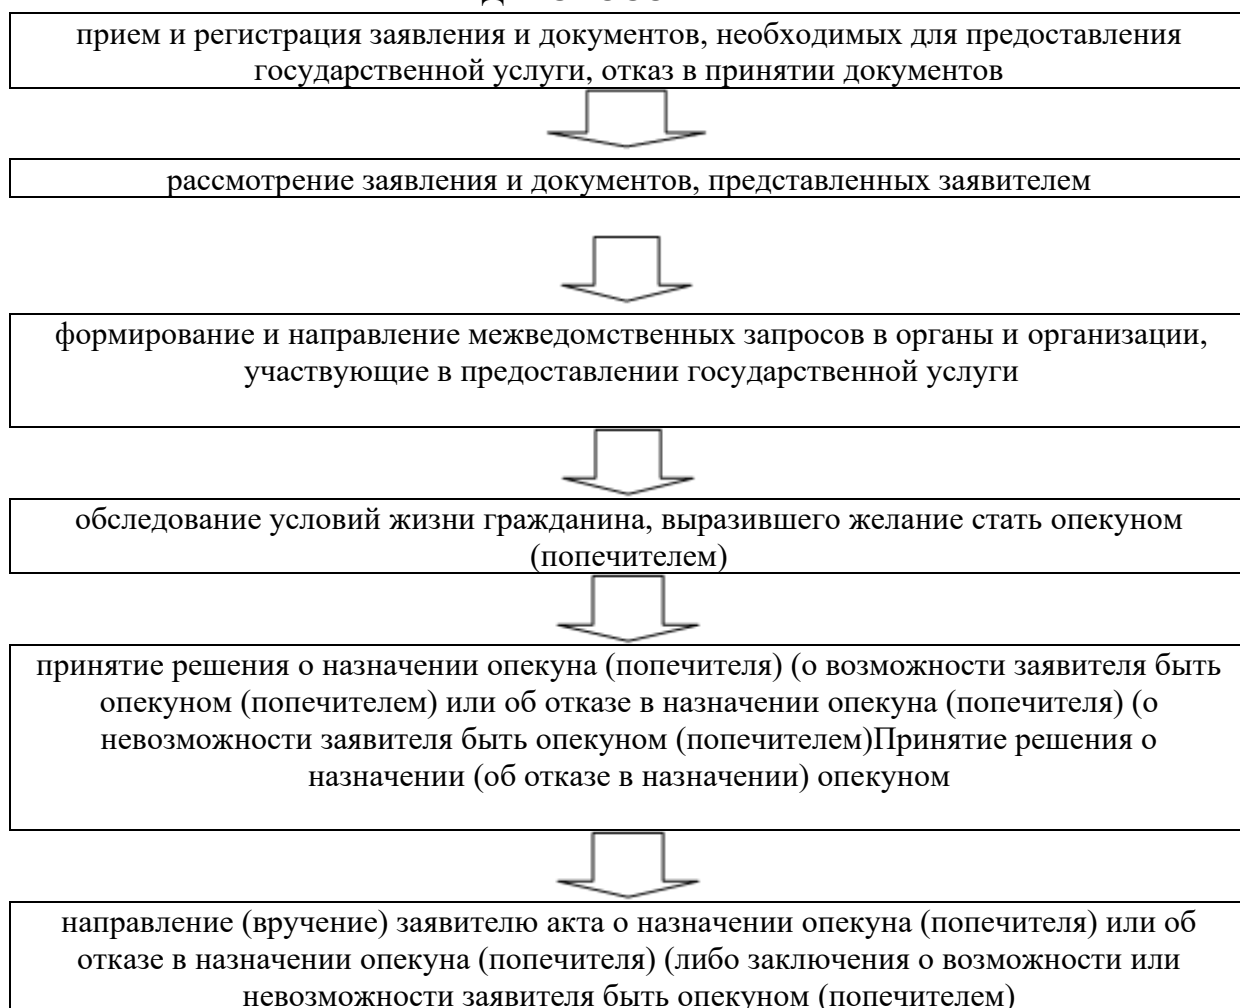 прием и регистрация заявления и документов, необходимых для предоставления
государственной услуги, отказ в принятии документов
рассмотрение заявления и документов, представленных заявителем
формирование и направление межведомственных запросов в органы и организации,
участвующие в предоставлении государственной услуги
обследование условий жизни гражданина, выразившего желание стать опекуном
(попечителем)
принятие решения о назначении опекуна (попечителя) (о возможности заявителя быть
опекуном (попечителем) или об отказе в назначении опекуна (попечителя) (о
невозможности заявителя быть опекуном (попечителем)Принятие решения о
назначении (об отказе в назначении) опекуном
направление (вручение) заявителю акта о назначении опекуна (попечителя) или об
отказе в назначении опекуна (попечителя) (либо заключения о возможности или
невозможности заявителя быть опекуном (попечителем)